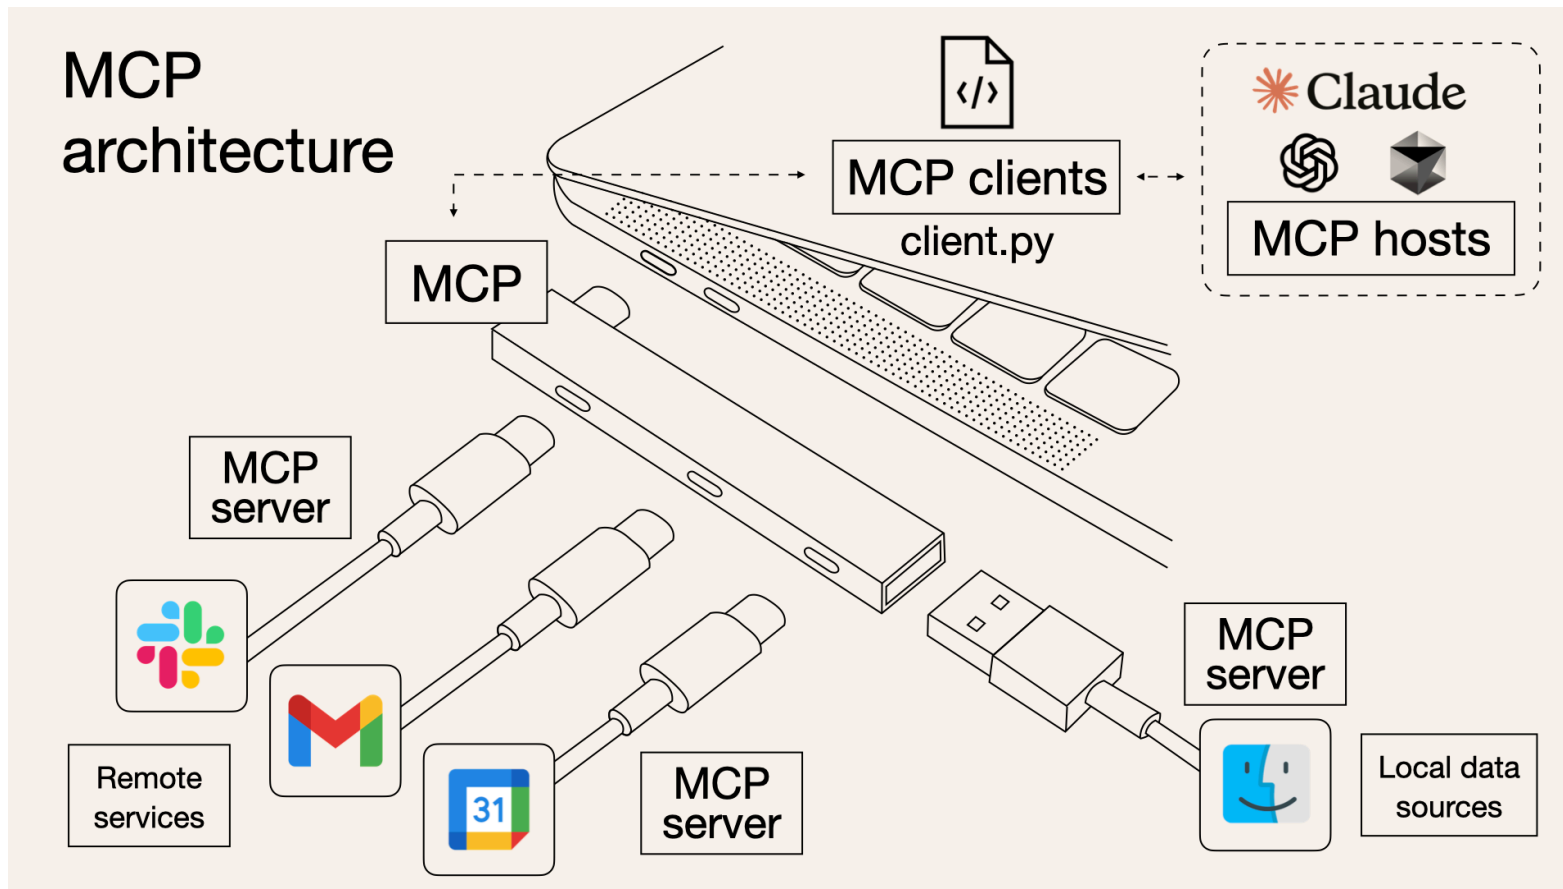 MCP
architecture
MCP clients
client.py
Claude
MCP hosts
MCP
MCP
server
Remote
services
31
MCP
server
MCP
server
Local data
sources
</>